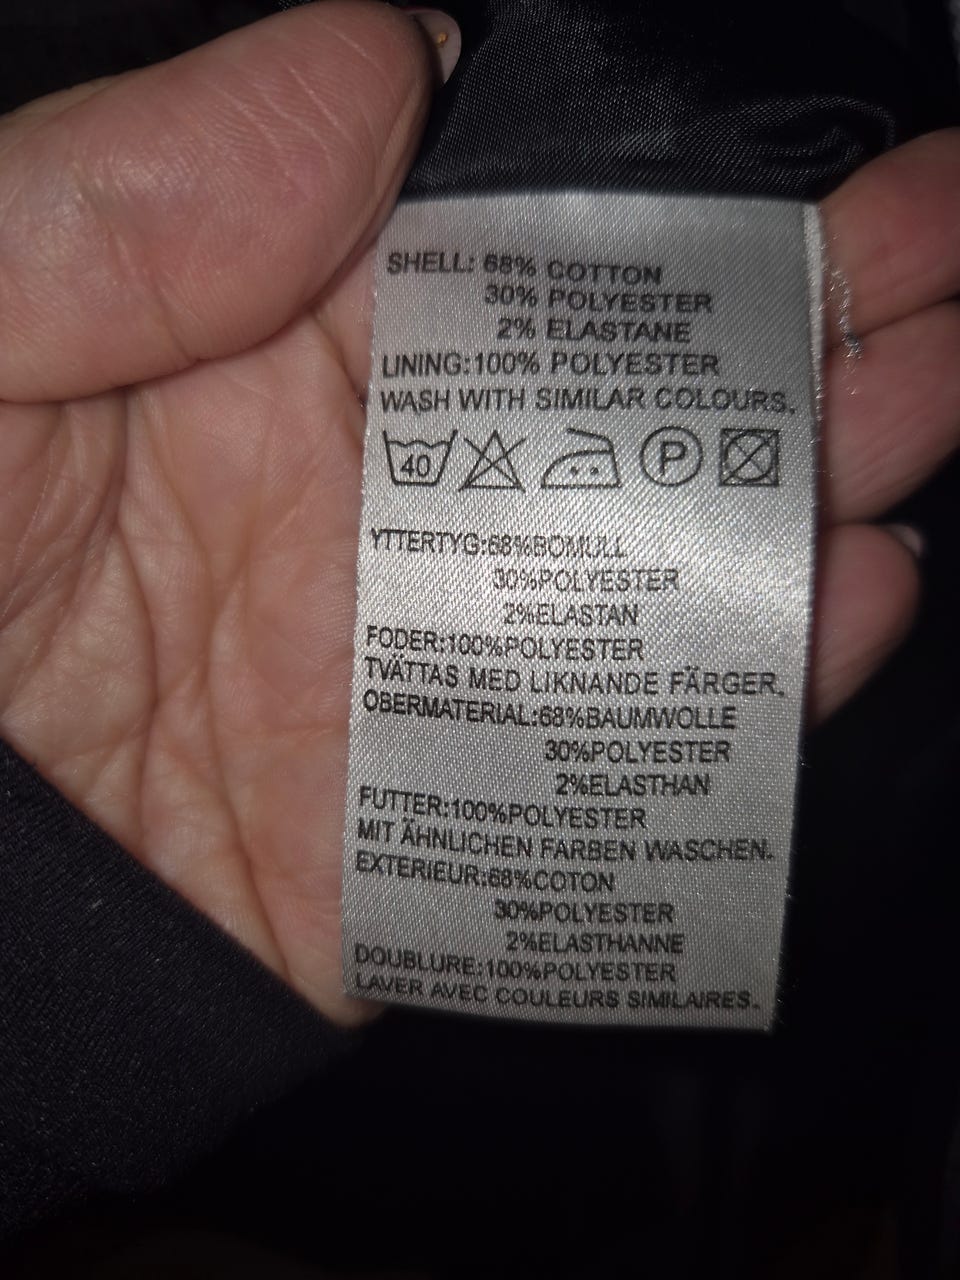 SHELL: 68% COTTON
30% POLYESTER
2% ELASTANE
LINING:100% POLYESTER
WASH WITH SIMILAR COLOURS.
40 P
YTTERTYG:68%BOMULL
30%POLYESTER
2%ELASTAN
FODER:100%POLYESTER
TVÄTTAS MED LIKNANDE FÄRGER.
OBERMATERIAL:68%BAUMWOLLE
30%POLYESTER
2%ELASTHAN
FUTTER:100%POLYESTER
MIT ÄHNLICHEN FARBEN WASCHEN.
EXTERIEUR:68%COTON
30%POLYESTER
2%ELASTHANNE
DOUBLURE:100%POLYESTER
LAVER AVEC COULEURS SIMILAIRES.